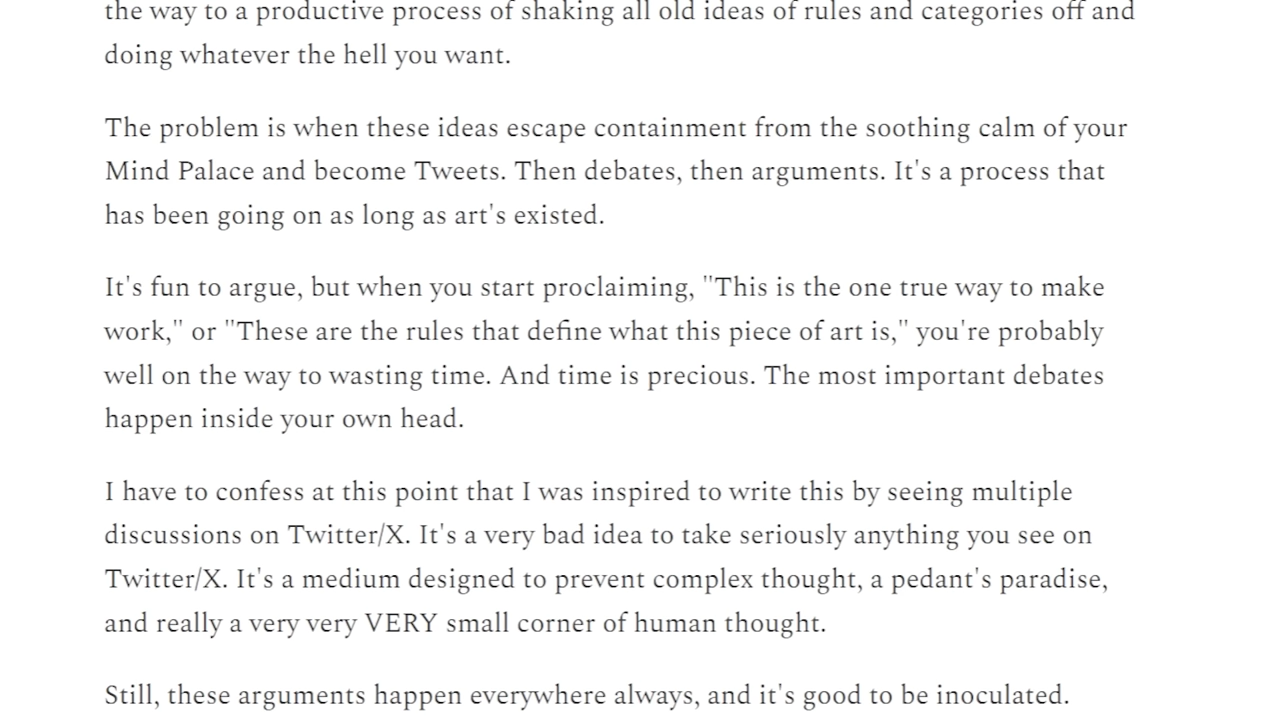 the way to a productive process of shaking all old ideas of rules and categories off and
doing whatever the hell you want.
The problem is when these ideas escape containment from the soothing calm of your
Mind Palace and become Tweets. Then debates, then arguments. It's a process that
has been going on as long as art's existed.
It's fun to argue, but when you start proclaiming, "This is the one true way to make
work," or "These are the rules that define what this piece of art is," you're probably
well on the way to wasting time. And time is precious. The most important debates
happen inside your own head.
I have to confess at this point that I was inspired to write this by seeing multiple
discussions on Twitter/X. It's a very bad idea to take seriously anything you see on
Twitter/X. It's a medium designed to prevent complex thought, a pedant's paradise,
and really a very very VERY small corner of human thought.
Still, these arguments happen everywhere always, and it's good to be inoculated.